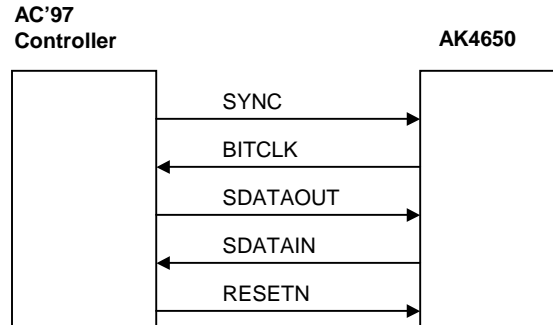 AC'97
Controller
AK4650
SYNC
BITCLK
SDATAOUT
SDATAIN
RESETN